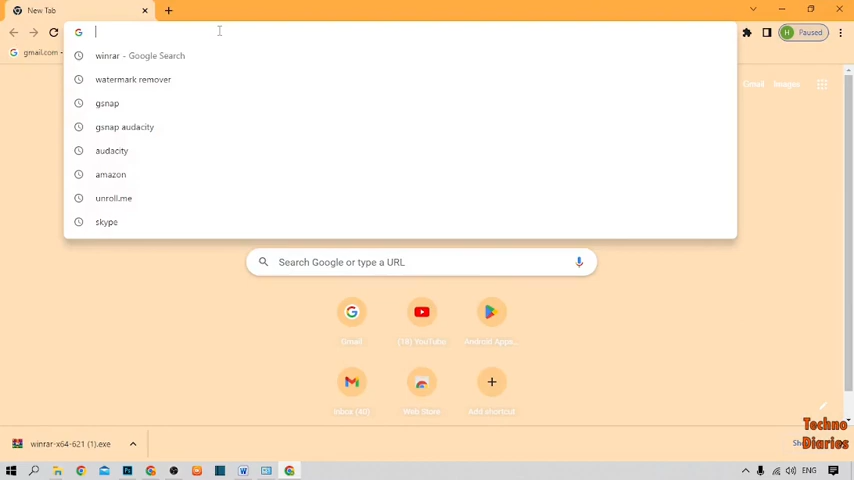 New Tab
H Paused
gmail.com -
winrar - Google Search
watermark remover
gsnap
gsnap audacity
audacity
amazon
unroll.me
skype
Gmail Images
Search Google or type a URL
Gmail (18) YouTube Android Apps...
Inbox (40) Web Store Add shortcut
Techno
Diaries
winrar-x64-621 (1).exe
ENG